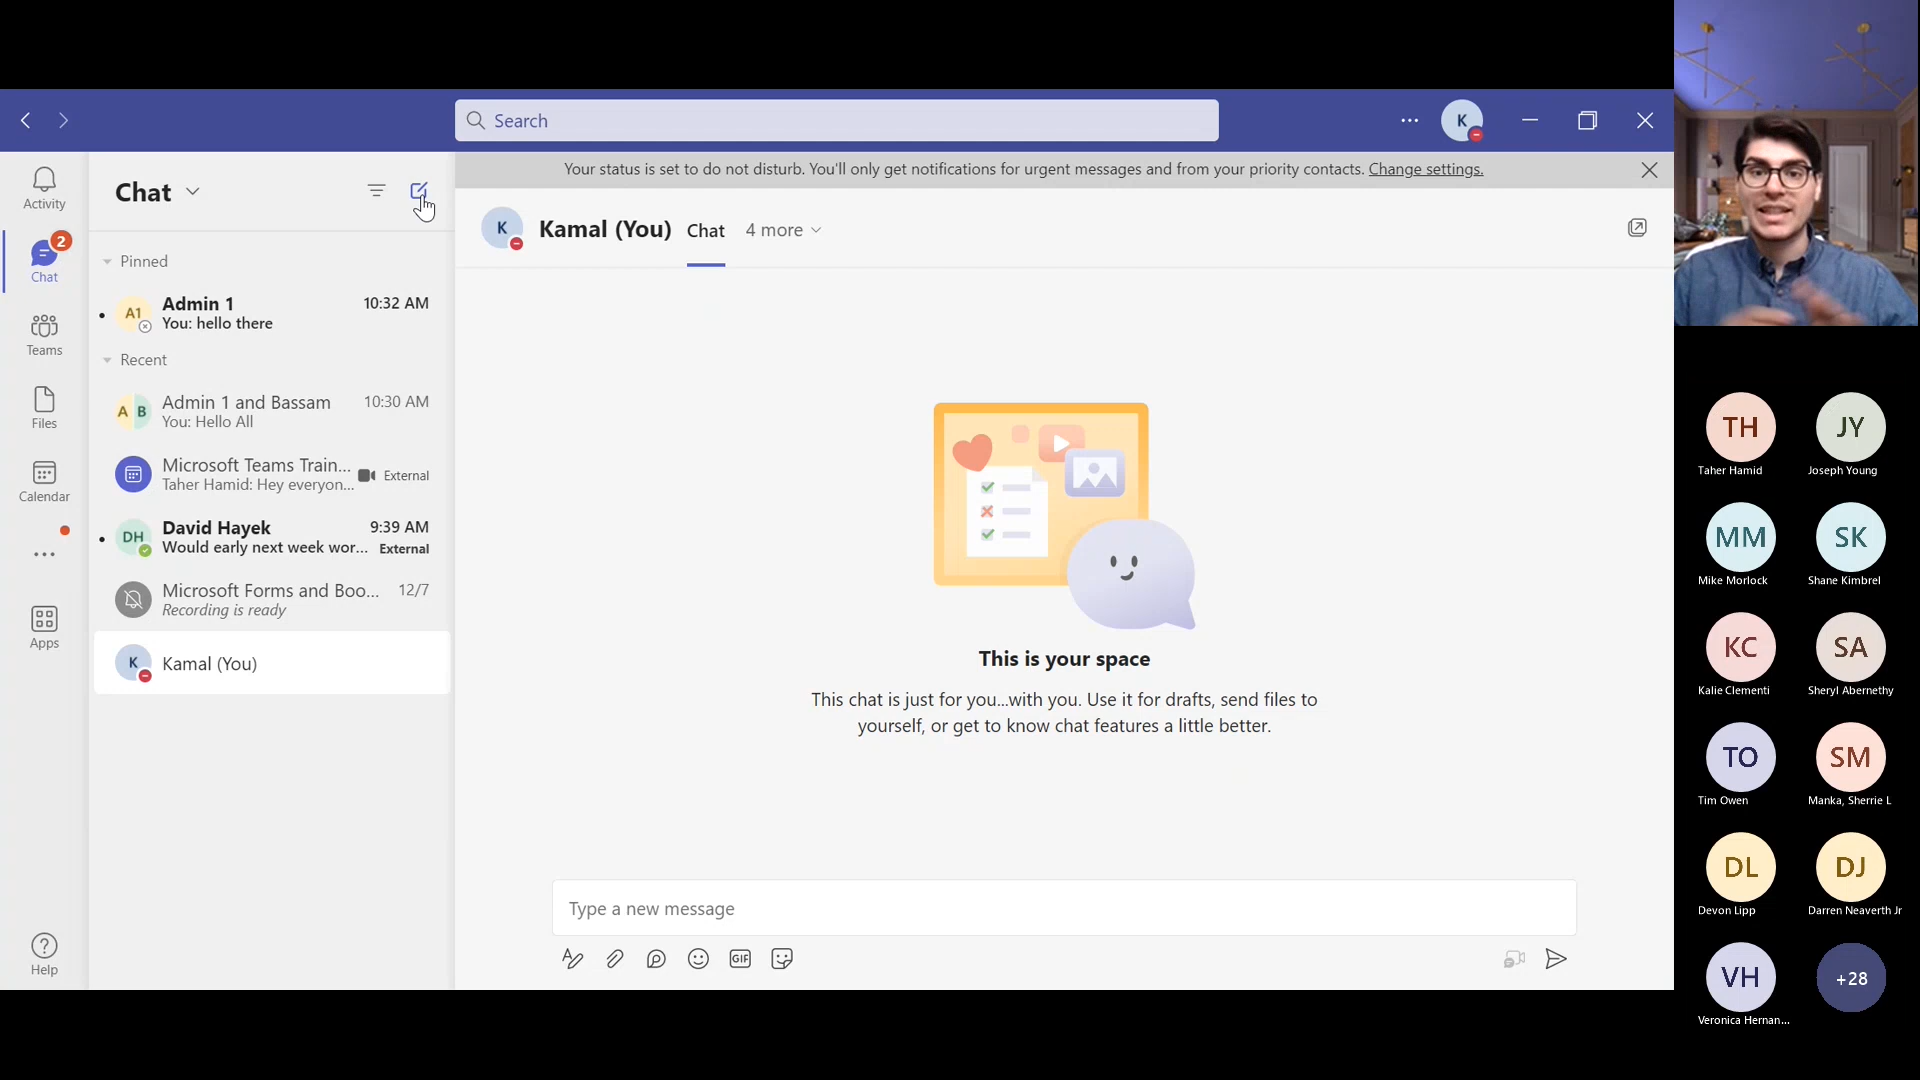 Search
K
Your status is set to do not disturb. You'll only get notifications for urgent messages and from your priority contacts. Change settings.
Activity
2
Chat
Teams
Files
Calendar
Apps
Help
Chat
Pinned
A1
Admin 1
10:32 AM
You: hello there
Recent
A B
Admin 1 and Bassam
10:30 AM
You: Hello All
Microsoft Teams Train...
External
Taher Hamid: Hey everyon...
DH
David Hayek
9:39 AM
Would early next week wor...
External
Microsoft Forms and Boo...
12/7
Recording is ready
K
Kamal (You)
K
Kamal (You)
Chat
4 more
This is your space
This chat is just for you...with you. Use it for drafts, send files to
yourself, or get to know chat features a little better.
Type a new message
GIF
TH
Taher Hamid
JY
Joseph Young
MM
Mike Morlock
SK
Shane Kimbrel
KC
Kalie Clementi
SA
Sheryl Abernethy
TO
Tim Owen
SM
Manka, Sherrie L
DL
Devon Lipp
DJ
Darren Neaverth Jr
VH
Veronica Hernan...
+28